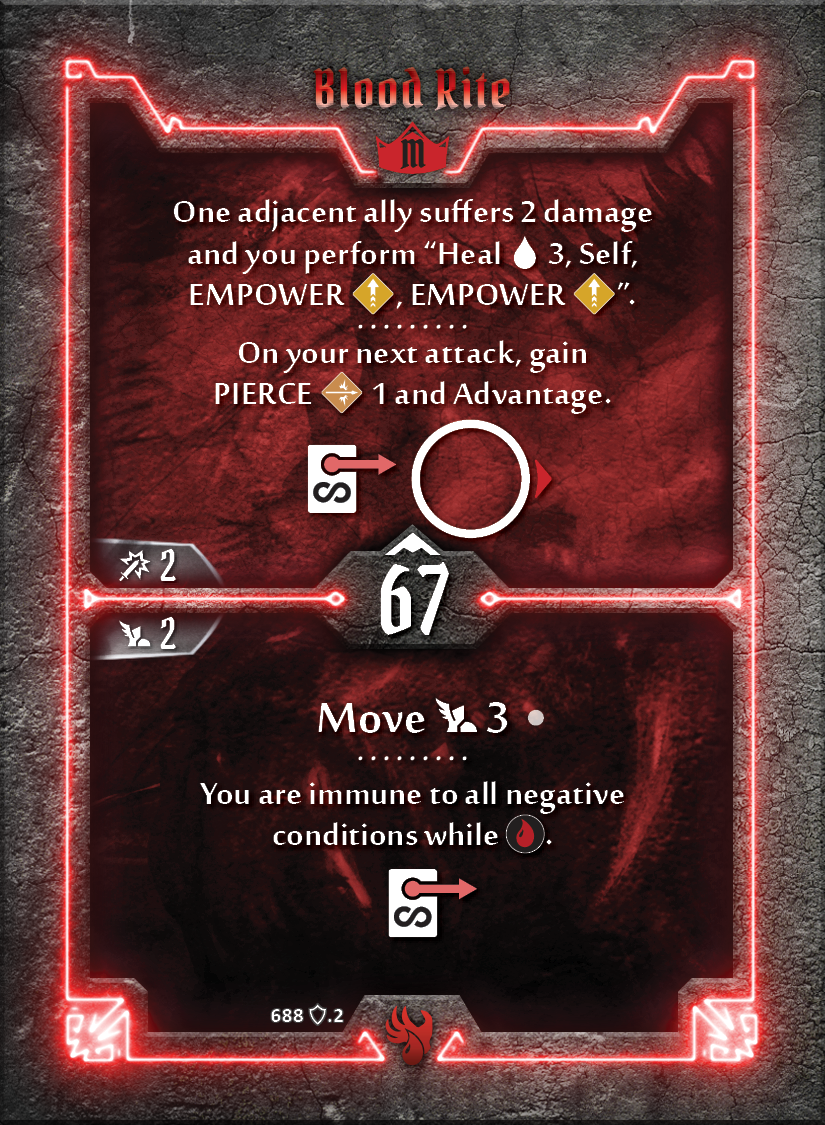 Blood Rite
M
One adjacent ally suffers 2 damage
and you perform “Heal 3, Self,
EMPOWER , EMPOWER ”.
On your next attack, gain
PIERCE 1 and Advantage.
2
67
2
Move 3
You are immune to all negative
conditions while .
688 .2